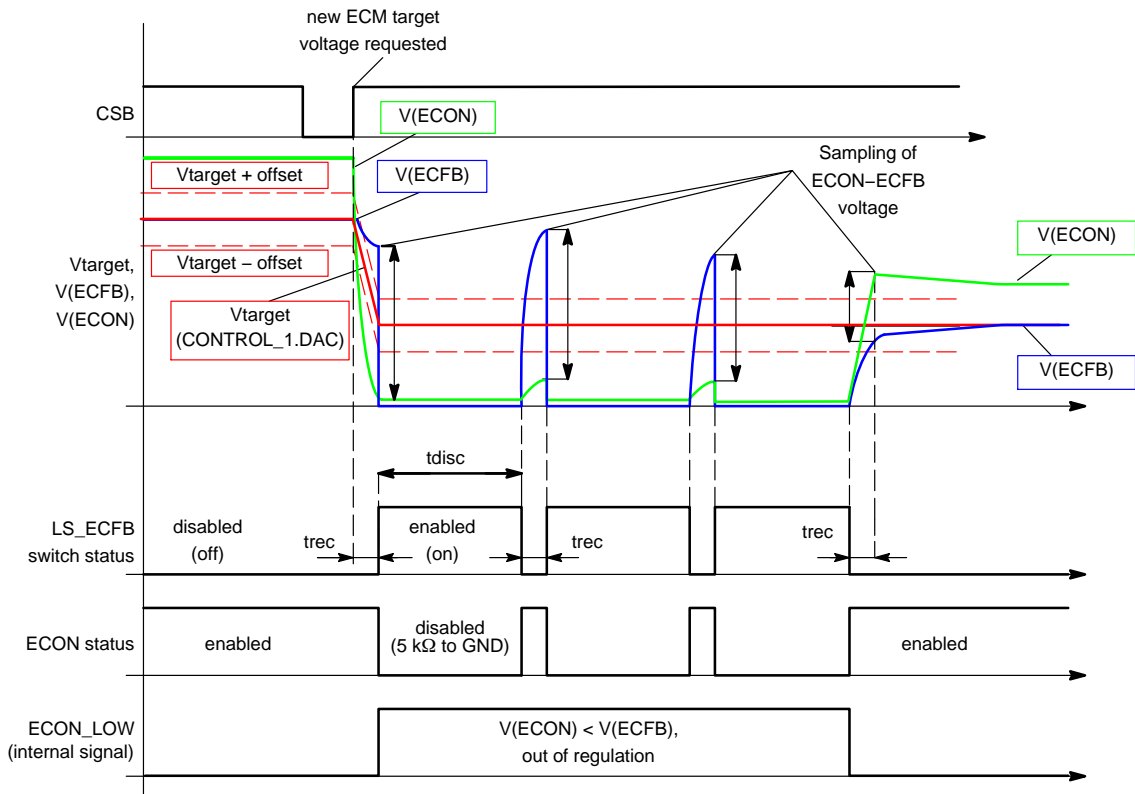 new ECM target
voltage requested
CSB
V(ECON)
Vtarget + offset
V(ECFB)
Sampling of
ECON–ECFB
voltage
V(ECON)
Vtarget – offset
Vtarget,
V(ECFB),
V(ECON)
Vtarget
(CONTROL_1.DAC)
V(ECFB)
tdisc
LS_ECFB
switch status
disabled
(off)
trec
enabled
(on)
trec
trec
ECON status
enabled
disabled
(5 kΩ to GND)
enabled
ECON_LOW
(internal signal)
V(ECON) < V(ECFB),
out of regulation